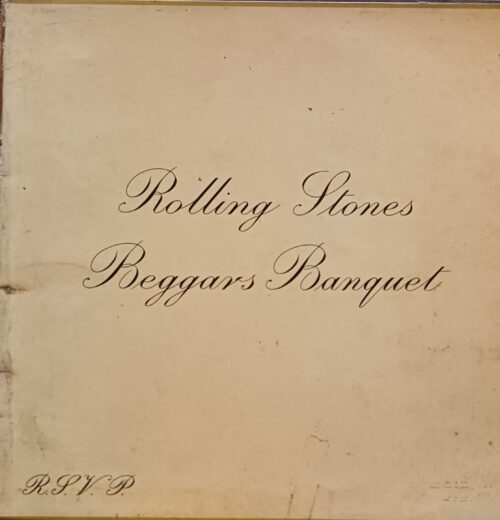 Rolling Stones
Beggars Banquet
R.S.V.P.